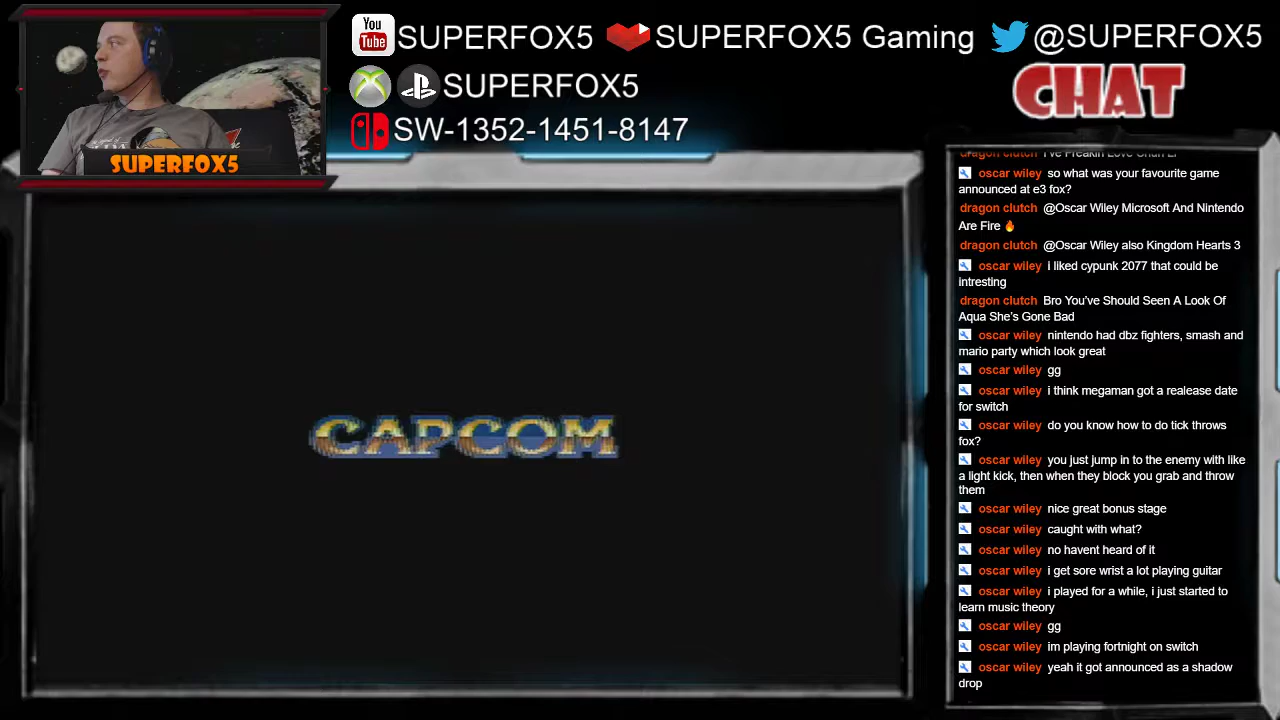 You
Tube
SUPERFOX5
SUPERFOX5 Gaming
@SUPERFOX5
SUPERFOX5
SW-1352-1451-8147
CHAT
SUPERFOX5
CAPCOM
dragon clutch I've Freakin Love Chun Li
oscar wiley so what was your favourite game
announced at e3 fox?
dragon clutch @Oscar Wiley Microsoft And Nintendo
Are Fire 🔥
dragon clutch @Oscar Wiley also Kingdom Hearts 3
oscar wiley i liked cypunk 2077 that could be
intresting
dragon clutch Bro You've Should Seen A Look Of
Aqua She's Gone Bad
oscar wiley nintendo had dbz fighters, smash and
mario party which look great
oscar wiley gg
oscar wiley i think megaman got a realease date
for switch
oscar wiley do you know how to do tick throws
fox?
oscar wiley you just jump in to the enemy with like
a light kick, then when they block you grab and throw
them
oscar wiley nice great bonus stage
oscar wiley caught with what?
oscar wiley no havent heard of it
oscar wiley i get sore wrist a lot playing guitar
oscar wiley i played for a while, i just started to
learn music theory
oscar wiley gg
oscar wiley im playing fortnight on switch
oscar wiley yeah it got announced as a shadow
drop